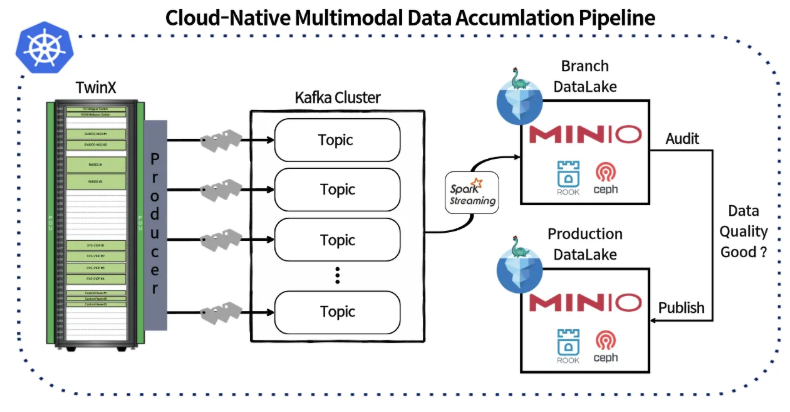 Cloud-Native Multimodal Data Accumlation Pipeline
TwinX
Producer
Kafka Cluster
Topic
Topic
Topic
Topic
Spark
Streaming
Branch
DataLake
MINIO
ROOK
ceph
Audit
Data
Quality
Good ?
Production
DataLake
MINIO
ROOK
ceph
Publish